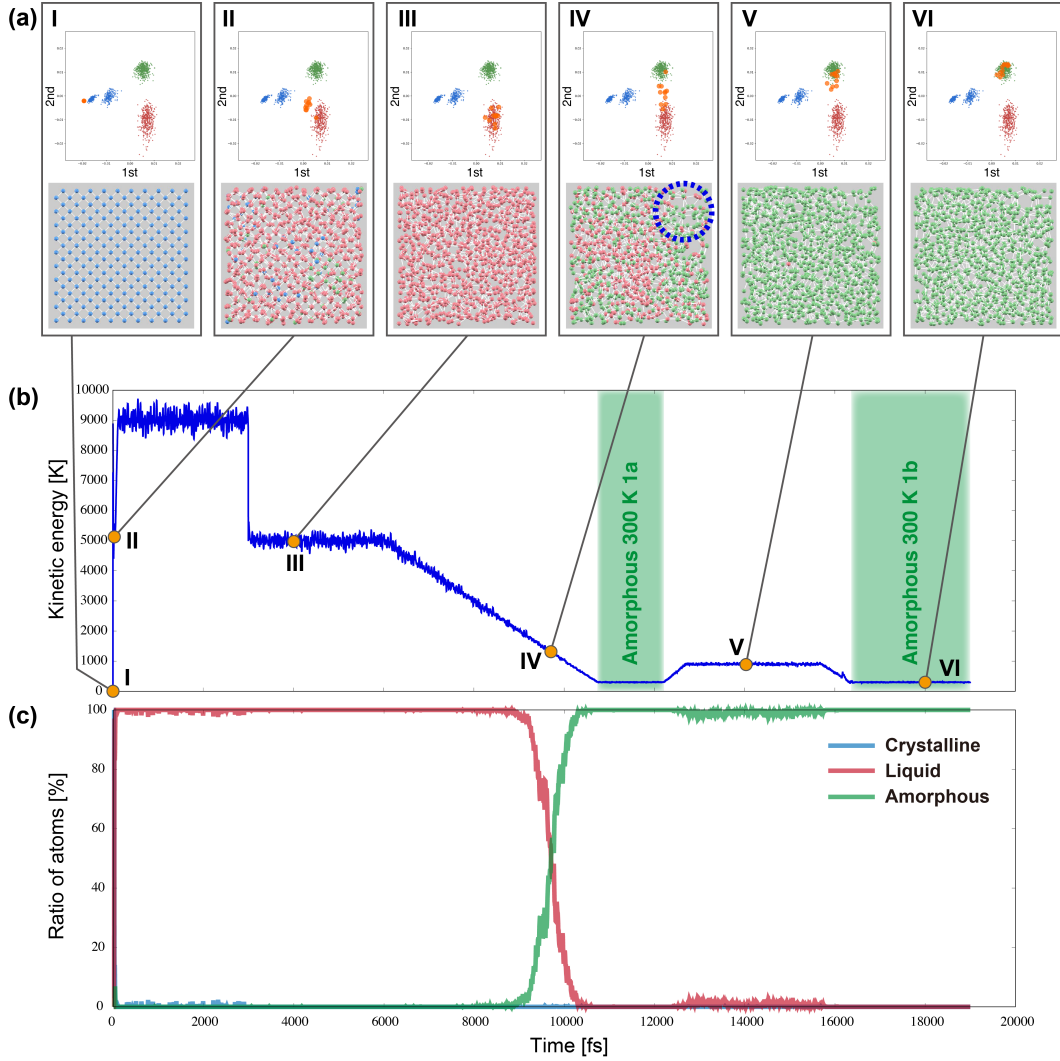 (a)
I II III IV V VI
2nd 2nd 2nd 2nd 2nd 2nd
1st 1st 1st 1st 1st 1st
(b)
Kinetic energy [K]
10000
9000
8000
7000
6000
5000
4000
3000
2000
1000
0
I
II
III
IV
V
VI
Amorphous 300 K 1a
Amorphous 300 K 1b
(c)
Ratio of atoms [%]
100
80
60
40
20
0
Crystalline
Liquid
Amorphous
0 2000 4000 6000 8000 10000 12000 14000 16000 18000 20000
Time [fs]